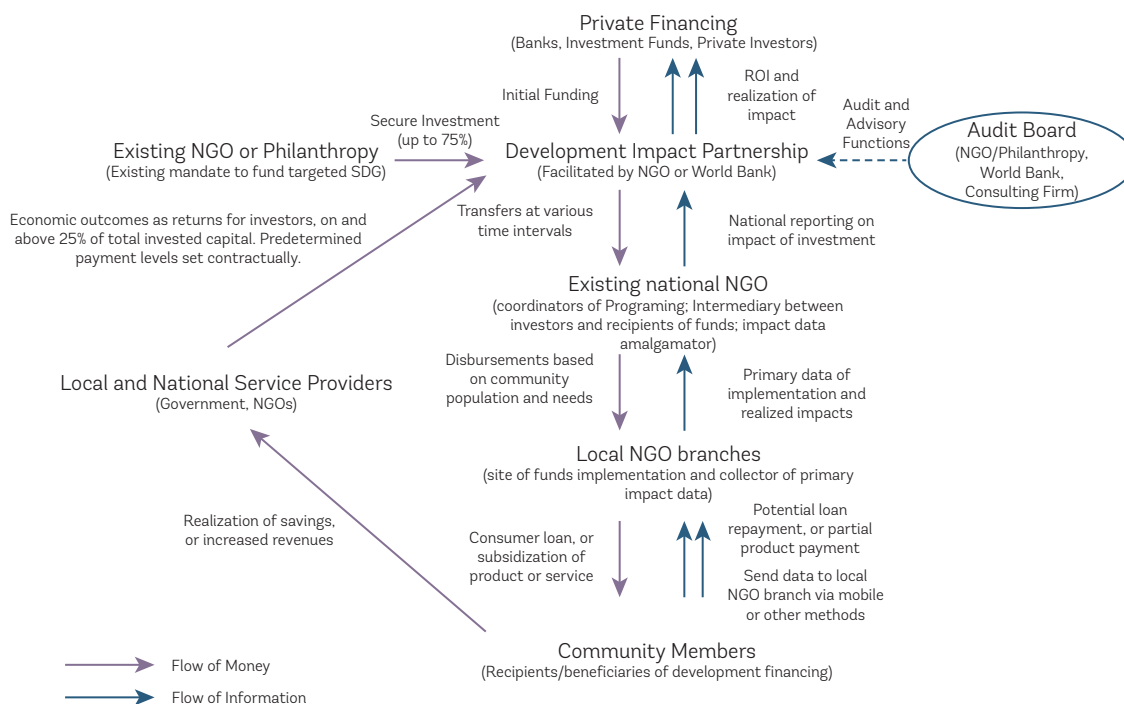 Private Financing
(Banks, Investment Funds, Private Investors)
Initial Funding
ROI and
realization of
impact
Audit and
Advisory
Functions
Audit Board
(NGO/Philanthropy,
World Bank,
Consulting Firm)
Secure Investment
(up to 75%)
Existing NGO or Philanthropy
(Existing mandate to fund targeted SDG)
Development Impact Partnership
(Facilitated by NGO or World Bank)
Economic outcomes as returns for investors, on and
above 25% of total invested capital. Predetermined
payment levels set contractually.
Transfers at various
time intervals
National reporting on
impact of investment
Existing national NGO
(coordinators of Programing; Intermediary between
investors and recipients of funds; impact data
amalgamator)
Disbursements based
on community
population and needs
Primary data of
implementation and
realized impacts
Local and National Service Providers
(Government, NGOs)
Local NGO branches
(site of funds implementation and collector of primary
impact data)
Realization of savings,
or increased revenues
Consumer loan, or
subsidization of
product or service
Potential loan
repayment, or partial
product payment
Send data to local
NGO branch via mobile
or other methods
Community Members
(Recipients/beneficiaries of development financing)
Flow of Money
Flow of Information